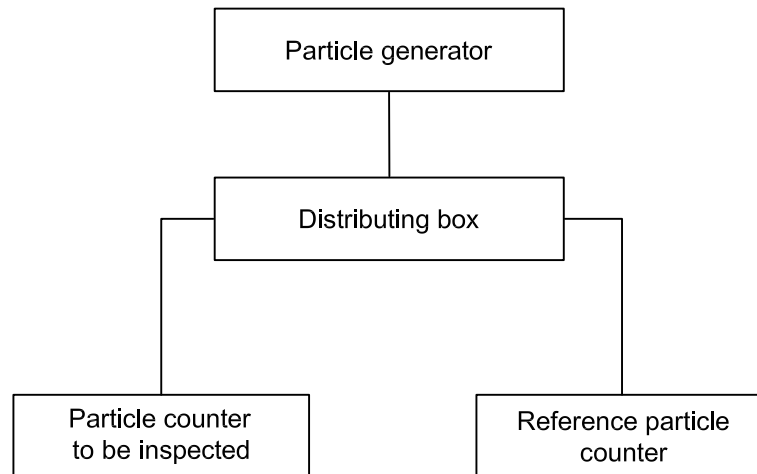 Particle generator
Distributing box
Particle counter
to be inspected
Reference particle
counter